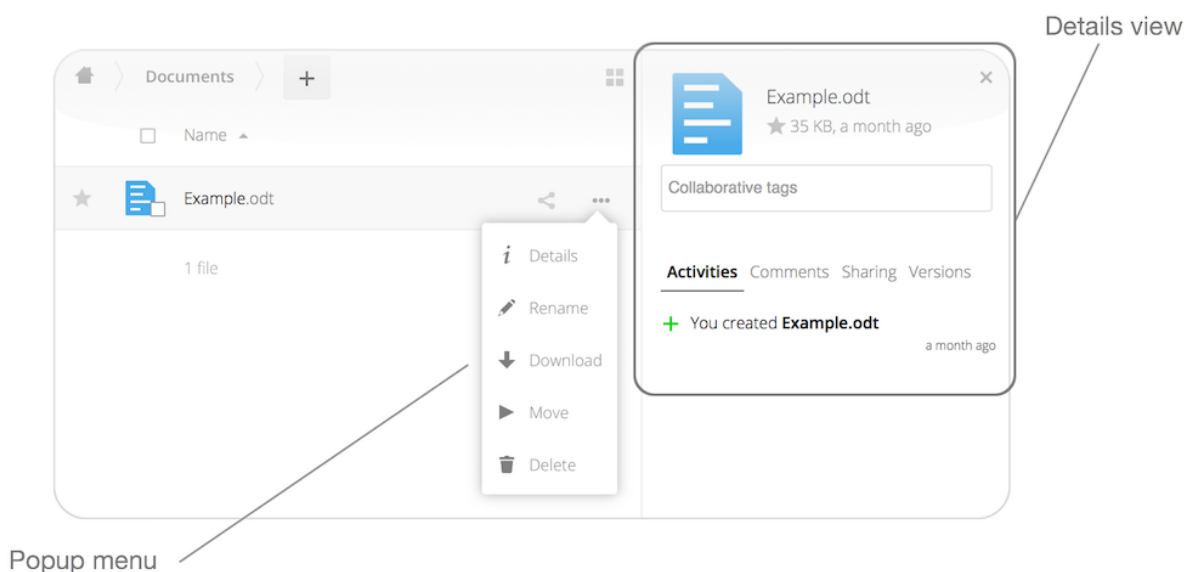 Details view
Documents
+
Example.odt
35 KB, a month ago
Name
Collaborative tags
Example.odt
1 file
Details
Rename
Download
Move
Delete
Activities Comments Sharing Versions
+ You created Example.odt
a month ago
Popup menu